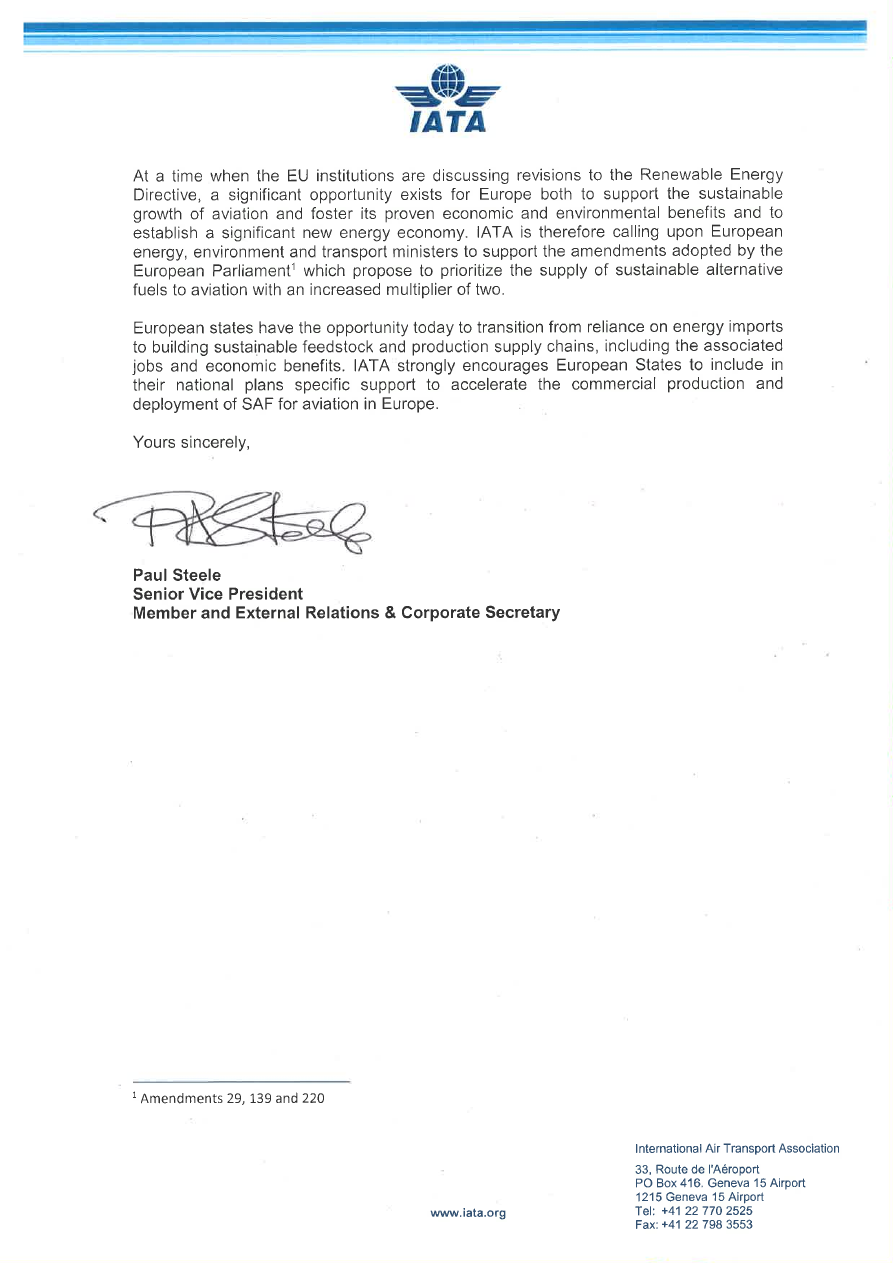 IATA
At a time when the EU institutions are discussing revisions to the Renewable Energy
Directive, a significant opportunity exists for Europe both to support the sustainable
growth of aviation and foster its proven economic and environmental benefits and to
establish a significant new energy economy. IATA is therefore calling upon European
energy, environment and transport ministers to support the amendments adopted by the
European Parliament¹ which propose to prioritize the supply of sustainable alternative
fuels to aviation with an increased multiplier of two.
European states have the opportunity today to transition from reliance on energy imports
to building sustainable feedstock and production supply chains, including the associated
jobs and economic benefits. IATA strongly encourages European States to include in
their national plans specific support to accelerate the commercial production and
deployment of SAF for aviation in Europe.
Yours sincerely,
PASteele
Paul Steele
Senior Vice President
Member and External Relations & Corporate Secretary
¹ Amendments 29, 139 and 220
International Air Transport Association
33, Route de l'Aéroport
PO Box 416. Geneva 15 Airport
1215 Geneva 15 Airport
Tel: +41 22 770 2525
Fax: +41 22 798 3553
www.iata.org